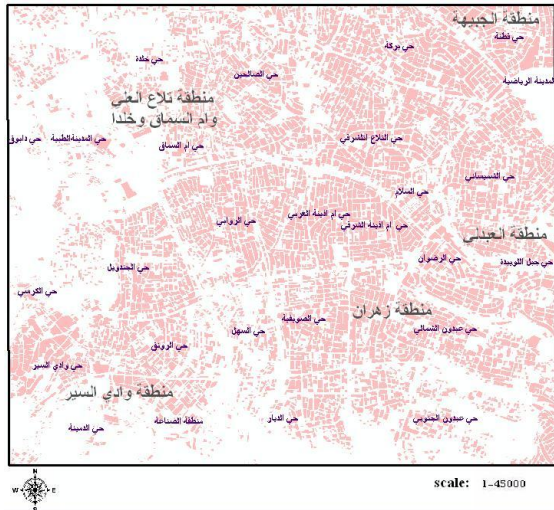 منطقة الجبيهة
حي قطنة
حي بركة
حي خلدة
حي الصالحين
المدينة الرياضية
منطقة تلاع العلي
وام السماق وخلدا
حي دابوق
حي المدينة الطبية
حي ام السماق
حي التلاع الشرقي
حي الشميساني
حي السلام
حي الروابي
حي ام اذينة الغربي
حي ام اذينة الشرقي
منطقة العبدلي
حي جبل اللويبدة
حي الرضوان
حي الجندويل
حي الكرسي
منطقة زهران
حي الصويفية
حي السهل
حي عبدون الشمالي
حي الرونق
حي وادي السير
منطقة وادي السير
حي الدمينة
منطقة الصناعة
حي الديار
حي عبدون الجنوبي
N
W E
S
scale: 1-45000